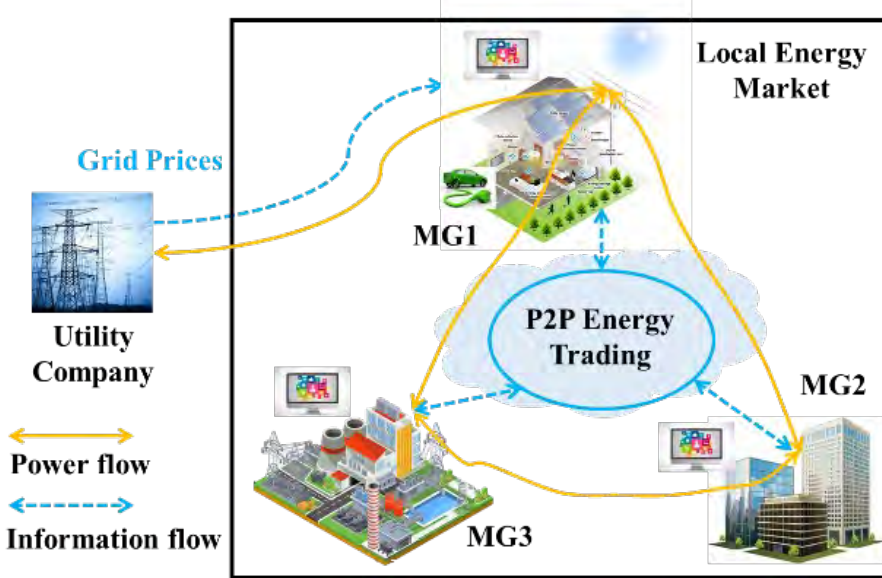 Local Energy
Market
Grid Prices
MG1
P2P Energy
Trading
Utility
Company
MG2
Power flow
MG3
Information flow